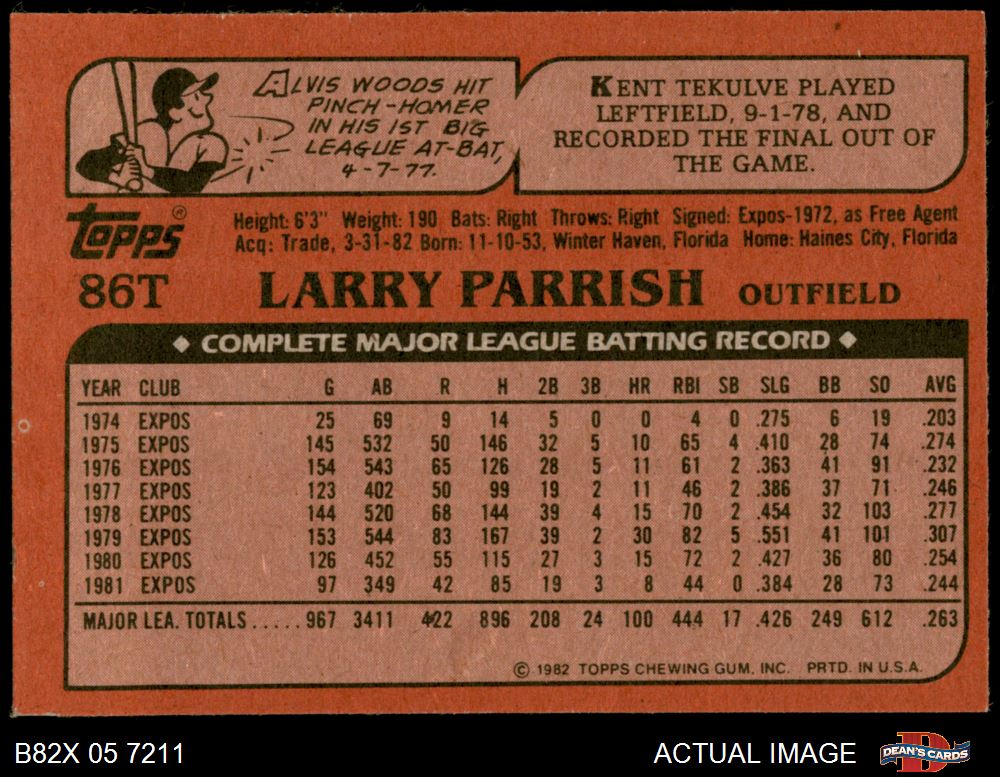 ALVIS WOODS HIT
PINCH-HOMER
IN HIS 1ST BIG
LEAGUE AT-BAT,
4-7-77.
KENT TEKULVE PLAYED
LEFTFIELD, 9-1-78, AND
RECORDED THE FINAL OUT OF
THE GAME.
topps®
Height: 6'3" Weight: 190 Bats: Right Throws: Right Signed: Expos-1972, as Free Agent
Acq: Trade, 3-31-82 Born: 11-10-53, Winter Haven, Florida Home: Haines City, Florida
86T LARRY PARRISH OUTFIELD
◆ COMPLETE MAJOR LEAGUE BATTING RECORD ◆
YEAR CLUB G AB R H 2B 3B HR RBI SB SLG BB SO AVG
1974 EXPOS 25 69 9 14 5 0 0 4 0 .275 6 19 .203
1975 EXPOS 145 532 50 146 32 5 10 65 4 .410 28 74 .274
1976 EXPOS 154 543 65 126 28 5 11 61 2 .363 41 91 .232
1977 EXPOS 123 402 50 99 19 2 11 46 2 .386 37 71 .246
1978 EXPOS 144 520 68 144 39 4 15 70 2 .454 32 103 .277
1979 EXPOS 153 544 83 167 39 2 30 82 5 .551 41 101 .307
1980 EXPOS 126 452 55 115 27 3 15 72 2 .427 36 80 .254
1981 EXPOS 97 349 42 85 19 3 8 44 0 .384 28 73 .244
MAJOR LEA. TOTALS.....967 3411 422 896 208 24 100 444 17 .426 249 612 .263
© 1982 TOPPS CHEWING GUM, INC. PRTD. IN U.S.A.
B82X 05 7211 ACTUAL IMAGE DEAN'S CARDS